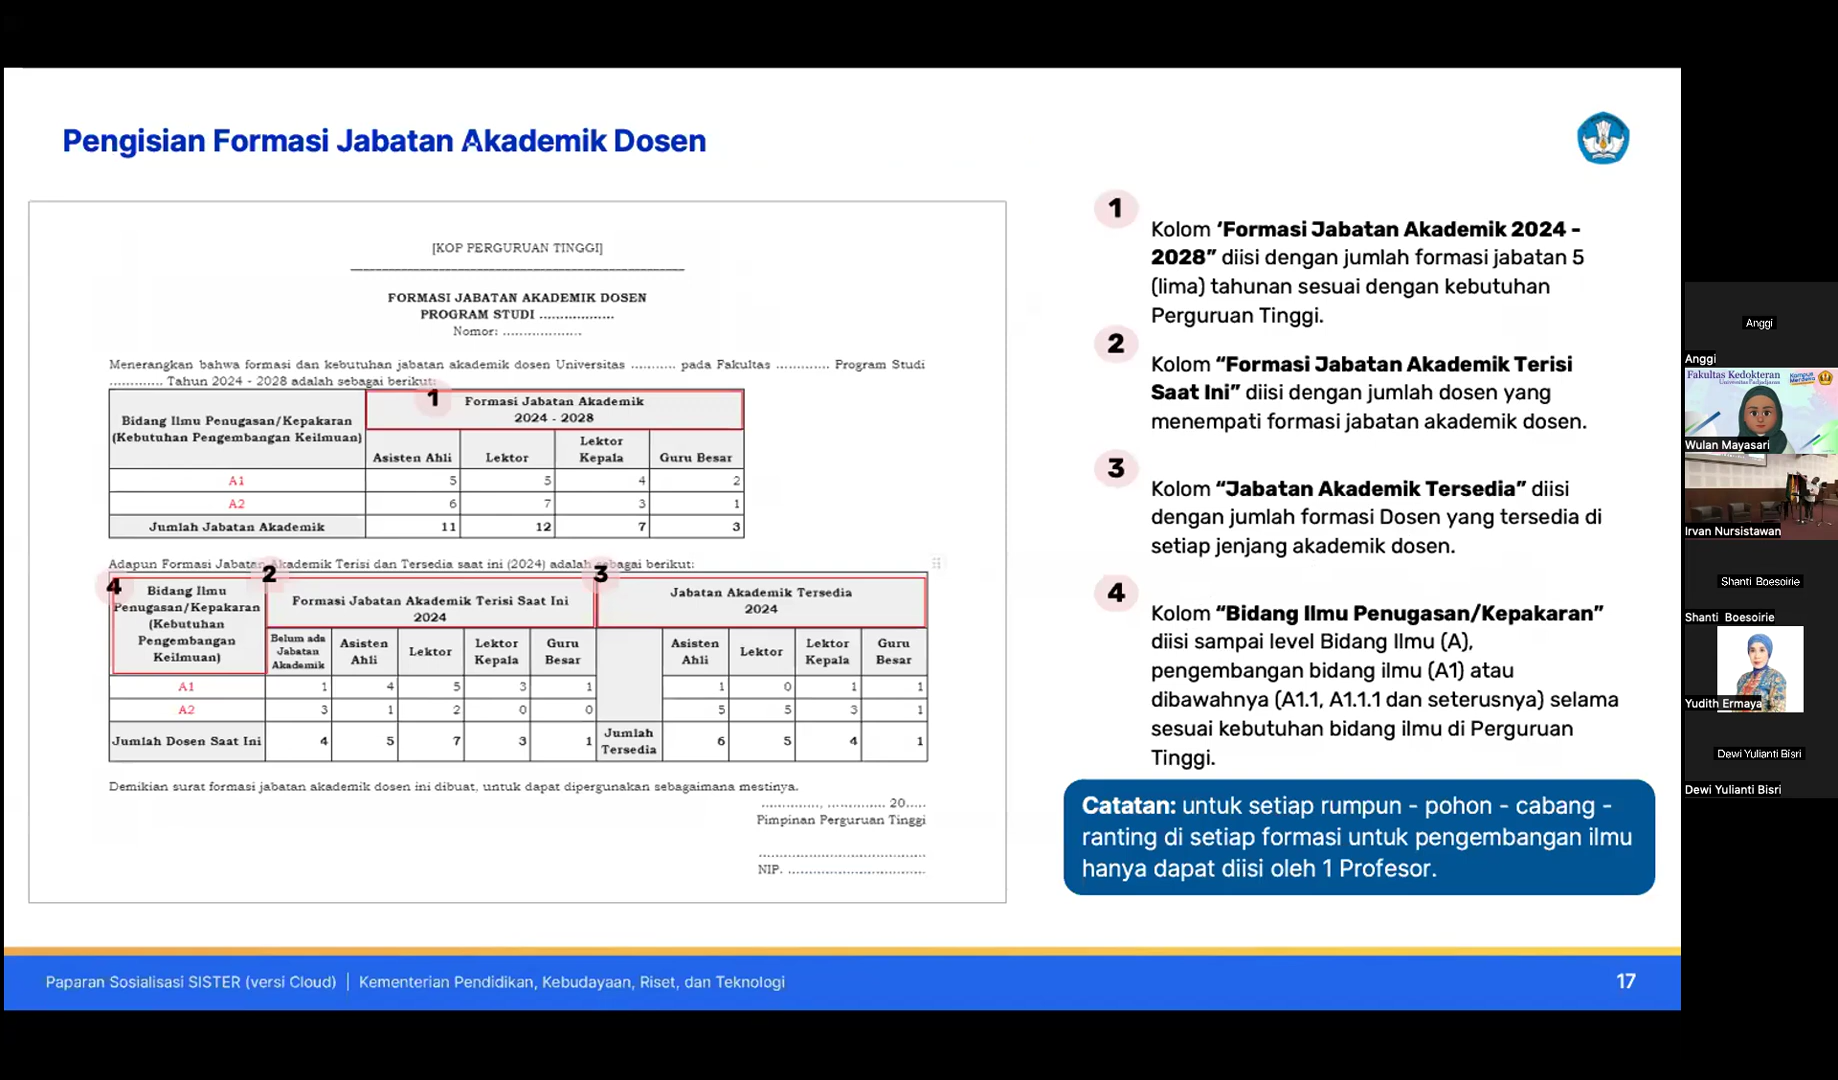 Pengisian Formasi Jabatan Akademik Dosen
[KOP PERGURUAN TINGGI]
FORMASI JABATAN AKADEMIK DOSEN
PROGRAM STUDI ..................
Nomor: ...................
Menerangkan bahwa formasi dan kebutuhan jabatan akademik dosen Universitas ........... pada Fakultas ............. Program Studi
............. Tahun 2024 - 2028 adalah sebagai berikut:
1
Bidang Ilmu Penugasan/Kepakaran
(Kebutuhan Pengembangan Keilmuan)
Formasi Jabatan Akademik
2024 - 2028
Asisten Ahli Lektor Lektor Kepala Guru Besar
A1 5 5 4 2
A2 6 7 3 1
Jumlah Jabatan Akademik 11 12 7 3
Adapun Formasi Jabatan Akademik Terisi dan Tersedia saat ini (2024) adalah sebagai berikut:
4
Bidang Ilmu
Penugasan/Kepakaran
(Kebutuhan
Pengembangan
Keilmuan)
2
Formasi Jabatan Akademik Terisi Saat Ini
2024
3
Jabatan Akademik Tersedia
2024
Belum ada Jabatan Akademik Asisten Ahli Lektor Lektor Kepala Guru Besar Asisten Ahli Lektor Lektor Kepala Guru Besar
A1 1 4 5 3 1 1 0 1 1
A2 3 1 2 0 0 5 5 3 1
Jumlah Dosen Saat Ini 4 5 7 3 1 Jumlah Tersedia 6 5 4 1
Demikian surat formasi jabatan akademik dosen ini dibuat, untuk dapat dipergunakan sebagaimana mestinya.
............., .............. 20.....
Pimpinan Perguruan Tinggi
........................................
NIP. .................................
1
Kolom ‘Formasi Jabatan Akademik 2024 -
2028” diisi dengan jumlah formasi jabatan 5
(lima) tahunan sesuai dengan kebutuhan
Perguruan Tinggi.
2
Kolom “Formasi Jabatan Akademik Terisi
Saat Ini” diisi dengan jumlah dosen yang
menempati formasi jabatan akademik dosen.
3
Kolom “Jabatan Akademik Tersedia” diisi
dengan jumlah formasi Dosen yang tersedia di
setiap jenjang akademik dosen.
4
Kolom “Bidang Ilmu Penugasan/Kepakaran”
diisi sampai level Bidang Ilmu (A),
pengembangan bidang ilmu (A1) atau
dibawahnya (A1.1, A1.1.1 dan seterusnya) selama
sesuai kebutuhan bidang ilmu di Perguruan
Tinggi.
Catatan: untuk setiap rumpun - pohon - cabang -
ranting di setiap formasi untuk pengembangan ilmu
hanya dapat diisi oleh 1 Profesor.
Paparan Sosialisasi SISTER (versi Cloud) | Kementerian Pendidikan, Kebudayaan, Riset, dan Teknologi
17
Anggi
Anggi
Fakultas Kedokteran
Universitas Padjadjaran
Kampus
Merdeka
Wulan Mayasari
Irvan Nursistawan
Shanti Boesoirie
Shanti Boesoirie
Yudith Ermaya
Dewi Yulianti Bisri
Dewi Yulianti Bisri